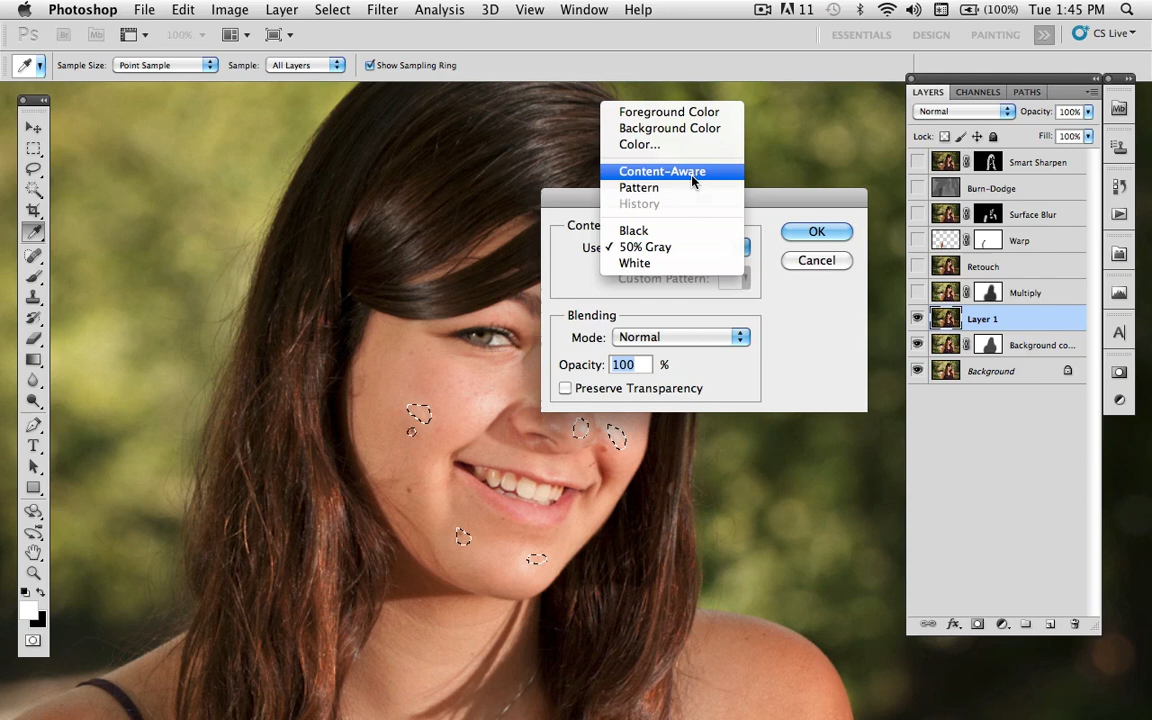 Photoshop File Edit Image Layer Select Filter Analysis 3D View Window Help 11 (100%) Tue 1:45 PM
Ps Br Mb 100% ESSENTIALS DESIGN PAINTING CS Live
Sample Size: Point Sample Sample: All Layers Show Sampling Ring
LAYERS CHANNELS PATHS
Normal Opacity: 100%
Lock: Fill: 100%
Smart Sharpen
Burn-Dodge
Surface Blur
Warp
Retouch
Multiply
Layer 1
Background co...
Background
Foreground Color
Background Color
Color...
Content-Aware
Pattern
History
Black
50% Gray
White
Conte
Use
Custom Pattern:
OK
Cancel
Blending
Mode: Normal
Opacity: 100 %
Preserve Transparency